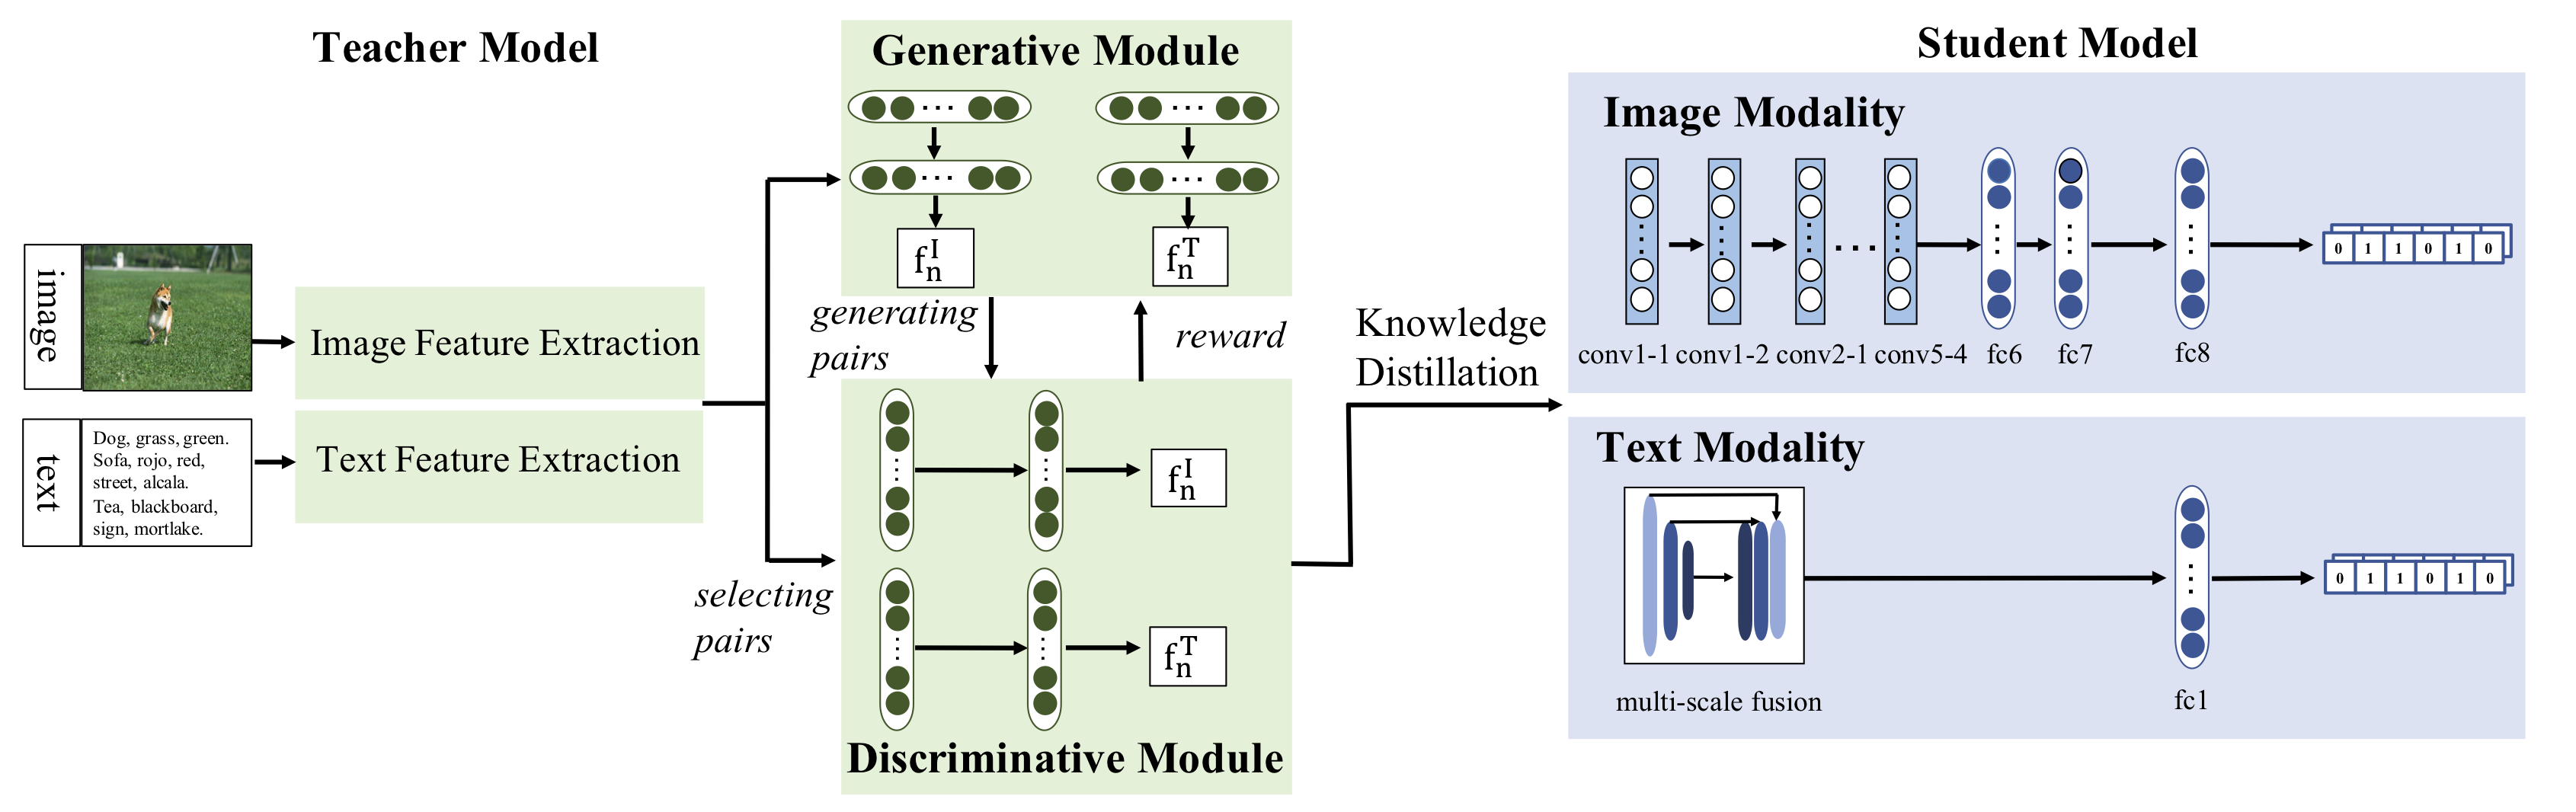 Teacher Model
image
Image Feature Extraction
text
Dog, grass, green.
Sofa, rojo, red,
street, alcala.
Tea, blackboard,
sign, mortlake.
Text Feature Extraction
Generative Module
f_n^I
f_n^T
generating
pairs
reward
selecting
pairs
f_n^I
f_n^T
Discriminative Module
Knowledge
Distillation
Student Model
Image Modality
conv1-1 conv1-2 conv2-1 conv5-4 fc6 fc7 fc8
0 1 1 0 1 0
Text Modality
0 1 1 0 1 0
multi-scale fusion
fc1